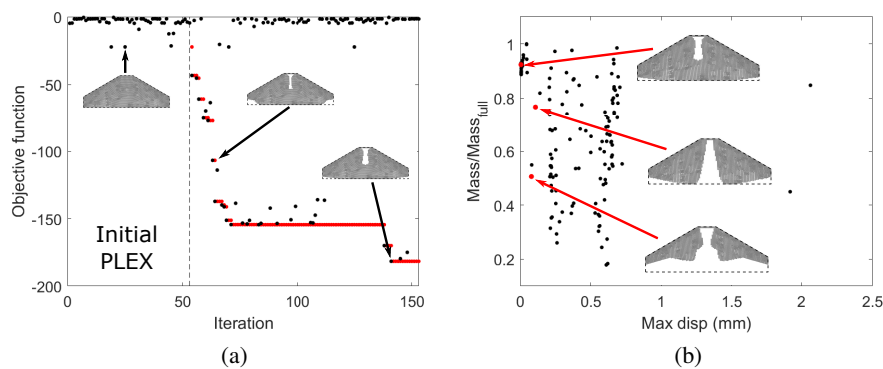 (a)
Objective function
0
-50
-100
-150
-200
Initial
PLEX
0 50 100 150
Iteration
(b)
Mass/Mass_full
1
0.8
0.6
0.4
0.2
0 0.5 1 1.5 2 2.5
Max disp (mm)
(a) (b)